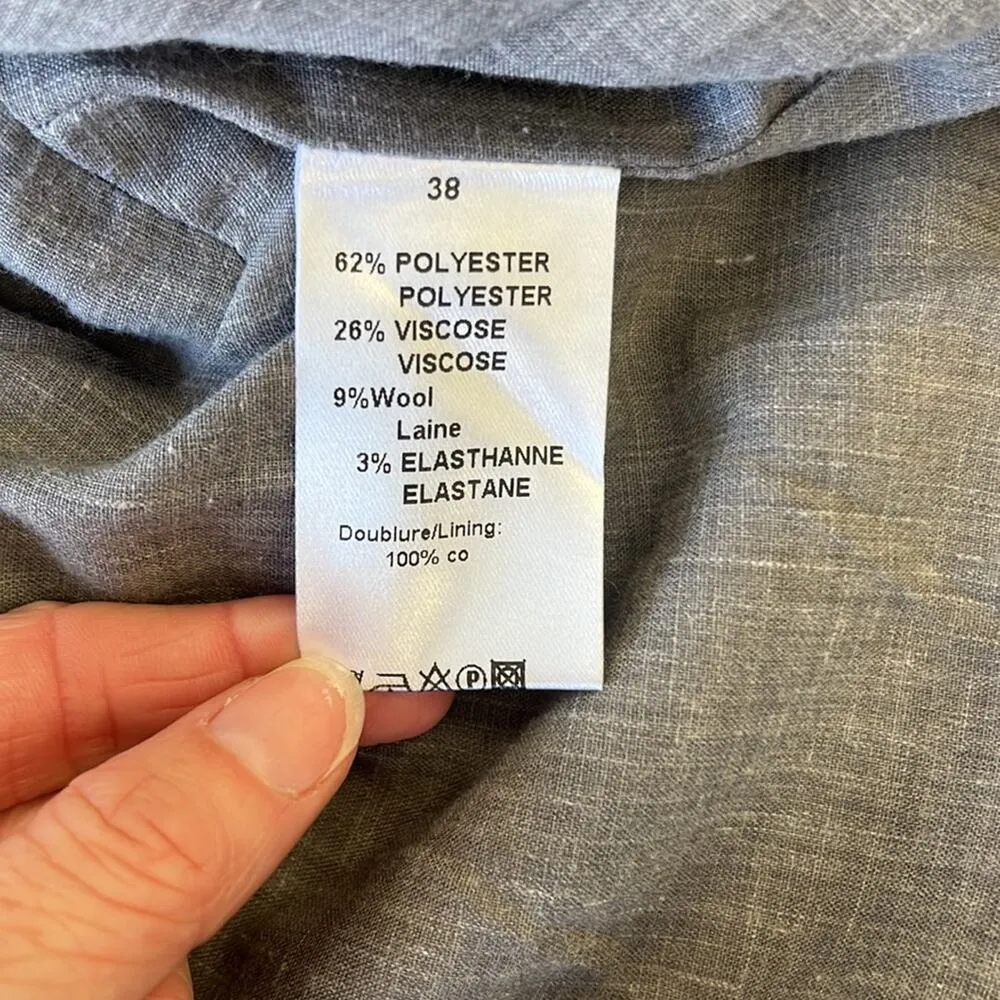 38
62% POLYESTER
POLYESTER
26% VISCOSE
VISCOSE
9%Wool
Laine
3% ELASTHANNE
ELASTANE
Doublure/Lining:
100% co
P